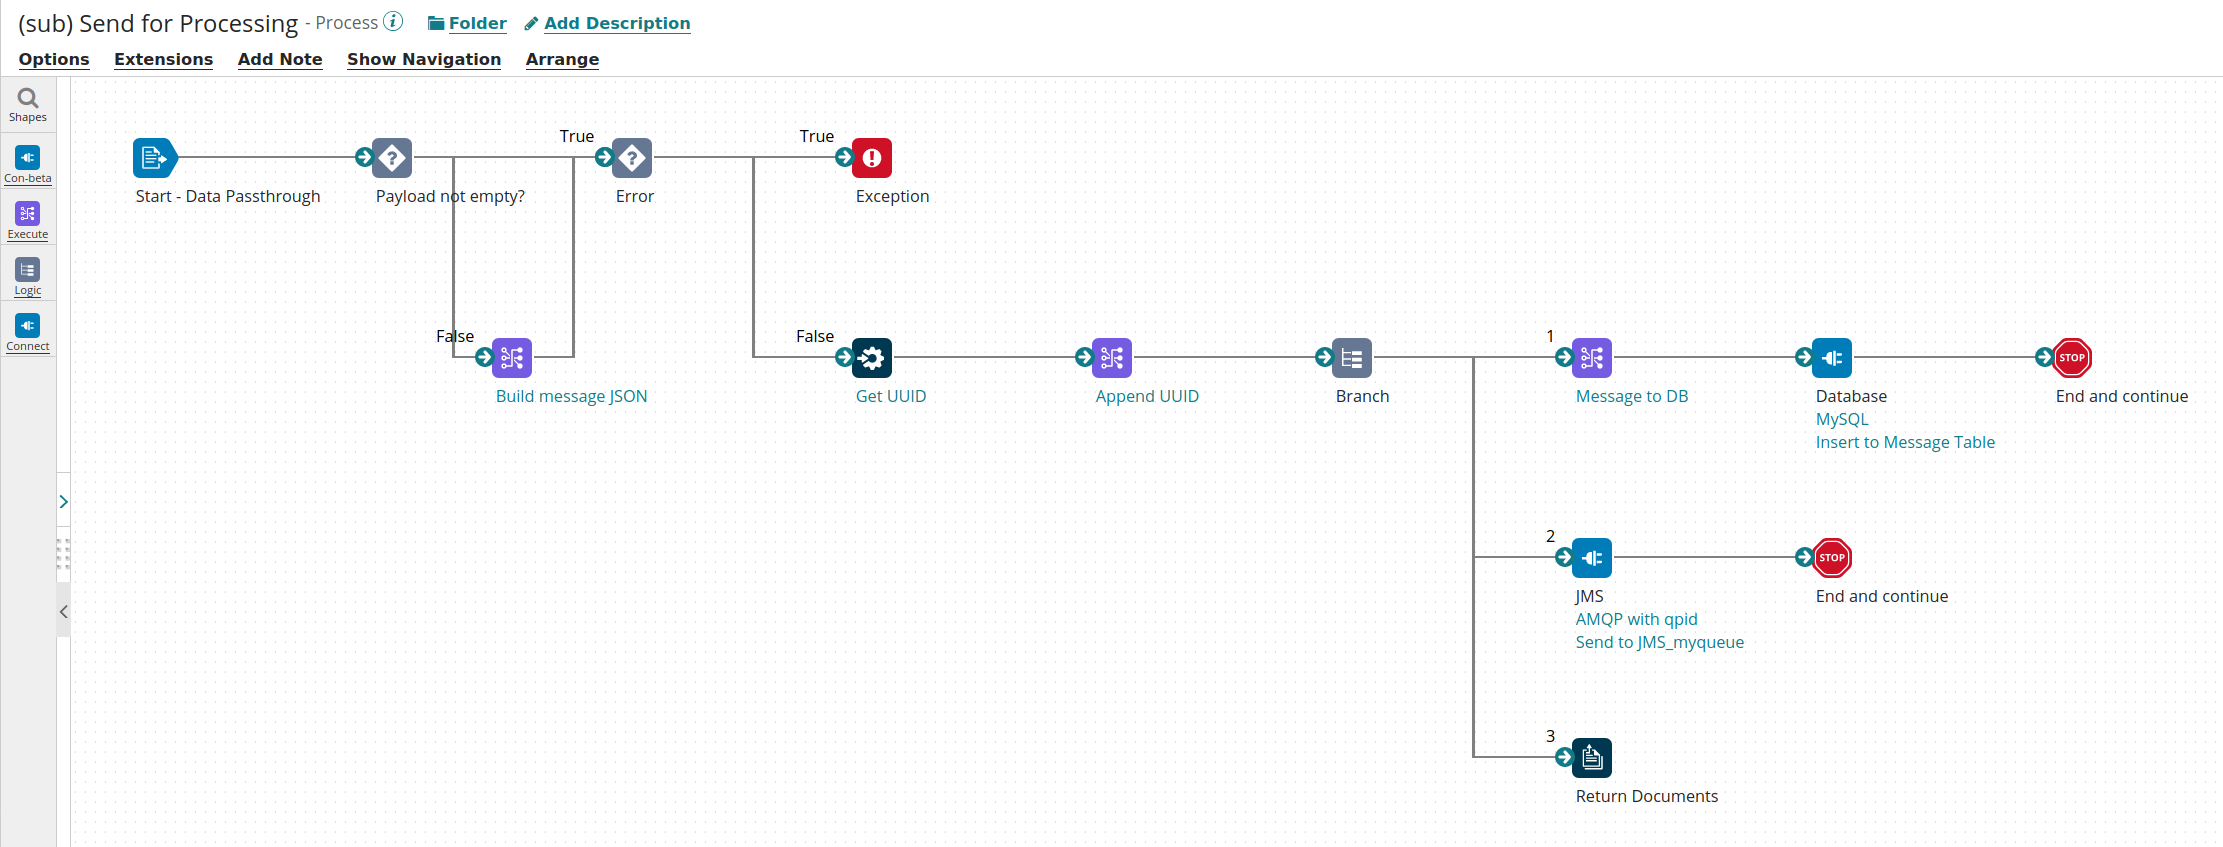 (sub) Send for Processing - Process i Folder Add Description
Options Extensions Add Note Show Navigation Arrange
Shapes
Con-beta
Execute
Logic
Connect
True
True
?
?
!
Start - Data Passthrough
Payload not empty?
Error
Exception
False
False
1
STOP
Build message JSON
Get UUID
Append UUID
Branch
Message to DB
Database
MySQL
Insert to Message Table
End and continue
2
STOP
JMS
AMQP with qpid
Send to JMS_myqueue
End and continue
3
Return Documents